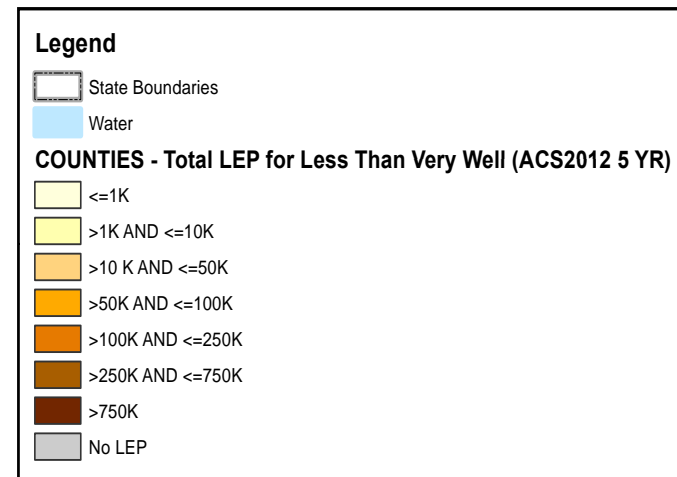 Legend
State Boundaries
Water
COUNTIES - Total LEP for Less Than Very Well (ACS2012 5 YR)
<=1K
>1K AND <=10K
>10 K AND <=50K
>50K AND <=100K
>100K AND <=250K
>250K AND <=750K
>750K
No LEP